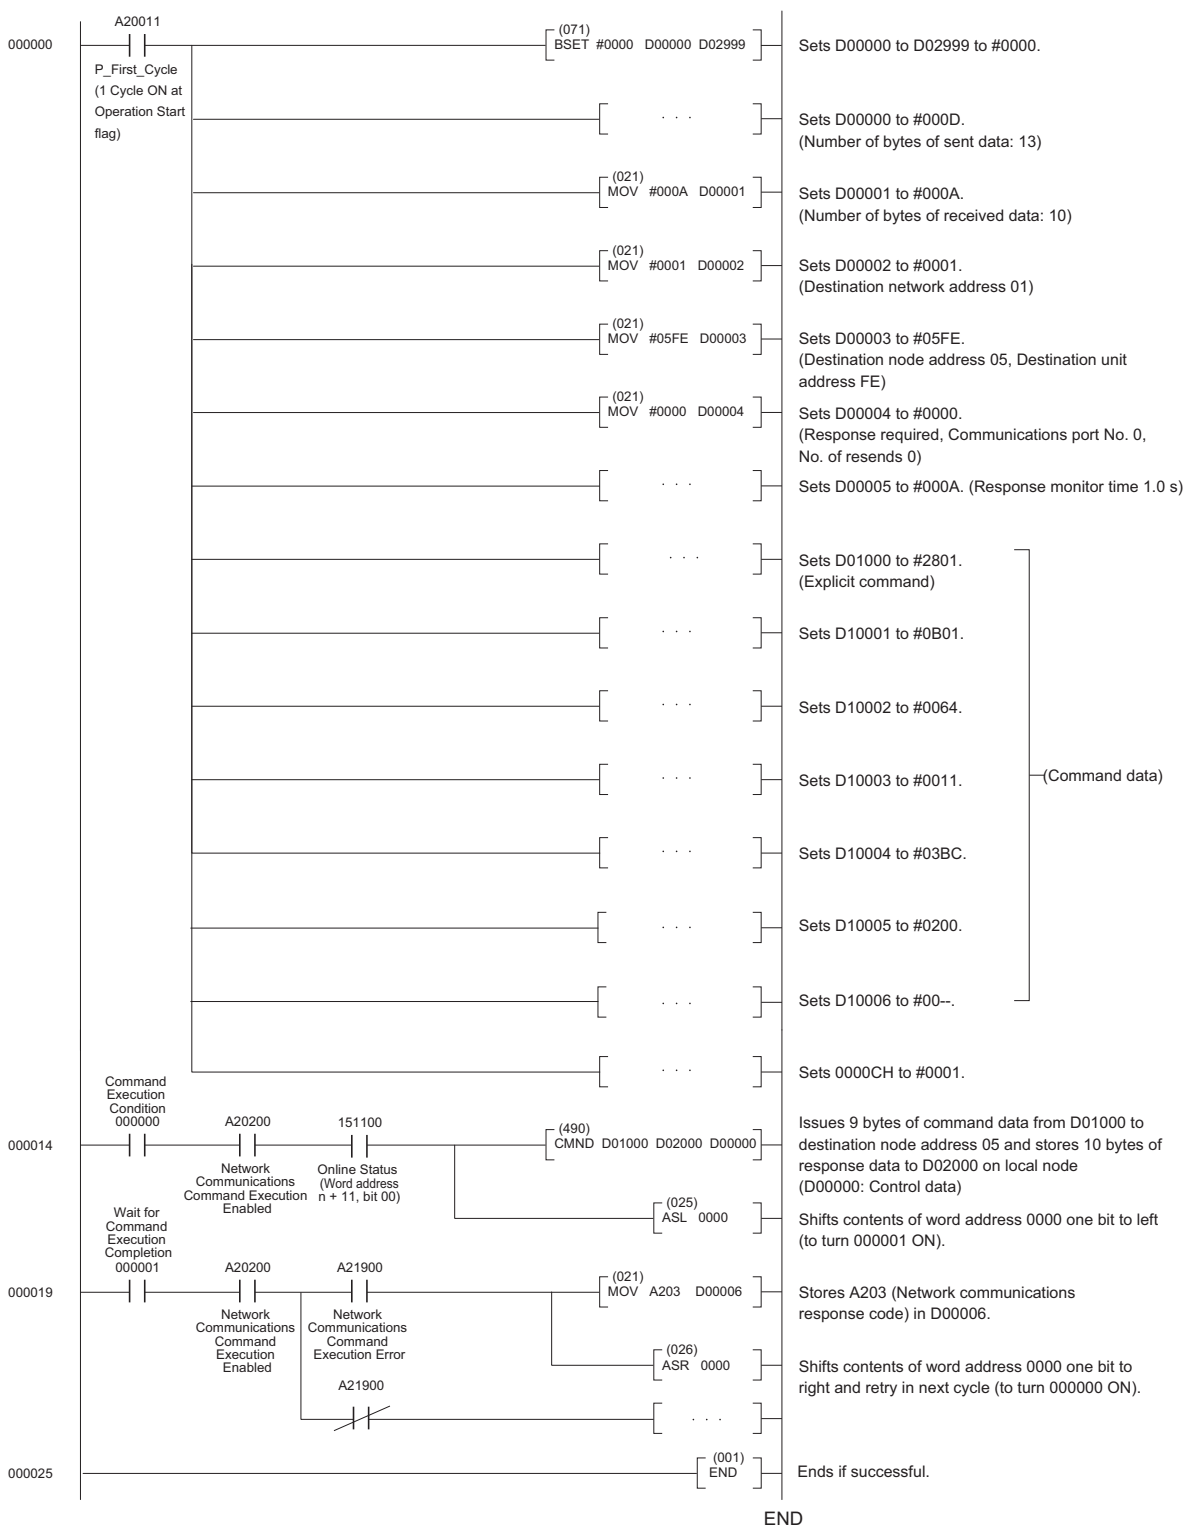 A20011
000000
P_First_Cycle
(1 Cycle ON at
Operation Start
flag)
(071)
BSET #0000 D00000 D02999
Sets D00000 to D02999 to #0000.
. . .
Sets D00000 to #000D.
(Number of bytes of sent data: 13)
(021)
MOV #000A D00001
Sets D00001 to #000A.
(Number of bytes of received data: 10)
(021)
MOV #0001 D00002
Sets D00002 to #0001.
(Destination network address 01)
(021)
MOV #05FE D00003
Sets D00003 to #05FE.
(Destination node address 05, Destination unit
address FE)
(021)
MOV #0000 D00004
Sets D00004 to #0000.
(Response required, Communications port No. 0,
No. of resends 0)
. . .
Sets D00005 to #000A. (Response monitor time 1.0 s)
. . .
Sets D01000 to #2801.
(Explicit command)
. . .
Sets D10001 to #0B01.
. . .
Sets D10002 to #0064.
. . .
Sets D10003 to #0011.
(Command data)
. . .
Sets D10004 to #03BC.
. . .
Sets D10005 to #0200.
. . .
Sets D10006 to #00--.
. . .
Sets 0000CH to #0001.
Command
Execution
Condition
000000
A20200
151100
000014
Network
Communications
Command Execution
Enabled
Online Status
(Word address
n + 11, bit 00)
(490)
CMND D01000 D02000 D00000
Issues 9 bytes of command data from D01000 to
destination node address 05 and stores 10 bytes of
response data to D02000 on local node
(D00000: Control data)
(025)
ASL 0000
Shifts contents of word address 0000 one bit to left
(to turn 000001 ON).
Wait for
Command
Execution
Completion
000001
A20200
A21900
000019
Network
Communications
Command
Execution
Enabled
Network
Communications
Command
Execution Error
(021)
MOV A203 D00006
Stores A203 (Network communications
response code) in D00006.
(026)
ASR 0000
Shifts contents of word address 0000 one bit to
right and retry in next cycle (to turn 000000 ON).
A21900
. . .
000025
(001)
END
Ends if successful.
END